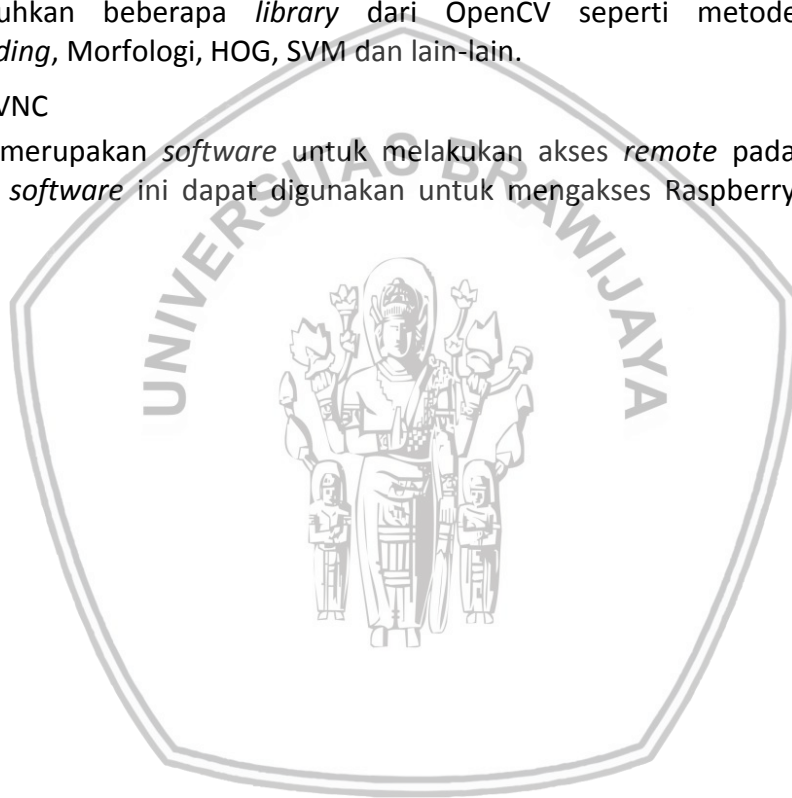 uhkan beberapa library dari OpenCV seperti metode
ding, Morfologi, HOG, SVM dan lain-lain.
VNC
merupakan software untuk melakukan akses remote pada
software ini dapat digunakan untuk mengakses Raspberry
UNIVERSITAS BRAWIJAYA